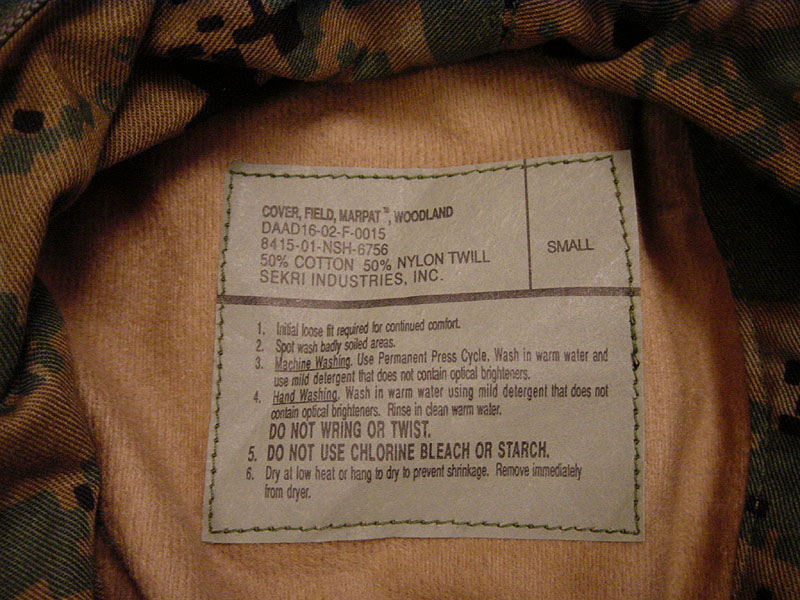 COVER, FIELD, MARPAT™, WOODLAND
DAAD16-02-F-0015
8415-01-NSH-6756
50% COTTON 50% NYLON TWILL
SEKRI INDUSTRIES, INC.
SMALL
1. Initial loose fit required for continued comfort.
2. Spot wash badly soiled areas.
3. Machine Washing. Use Permanent Press Cycle. Wash in warm water and
use mild detergent that does not contain optical brighteners.
4. Hand Washing. Wash in warm water using mild detergent that does not
contain optical brighteners. Rinse in clean warm water.
DO NOT WRING OR TWIST.
5. DO NOT USE CHLORINE BLEACH OR STARCH.
6. Dry at low heat or hang to dry to prevent shrinkage. Remove immediately
from dryer.